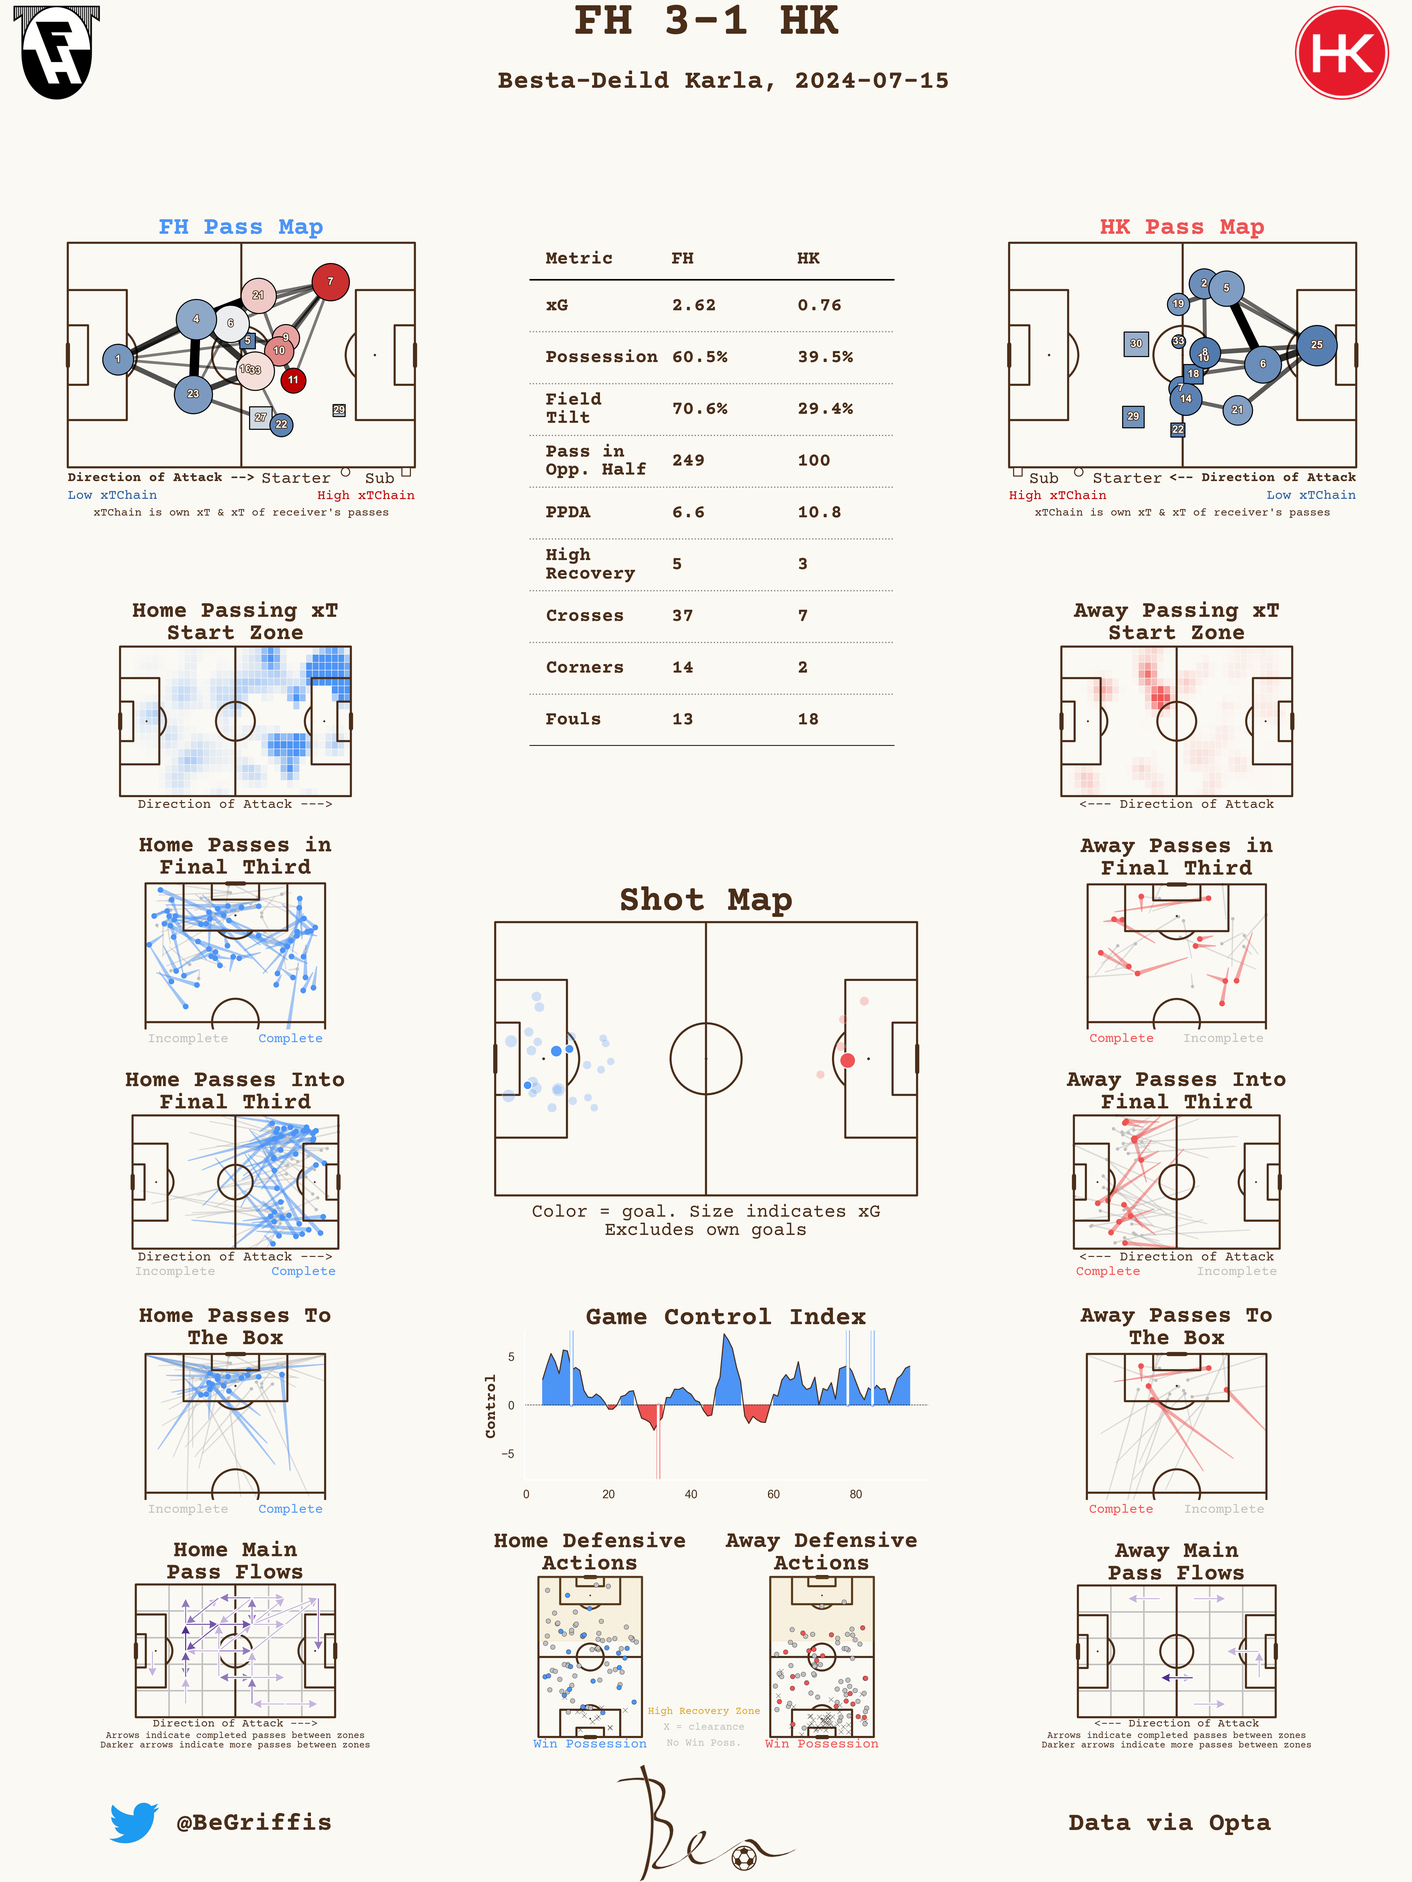 FH 3-1 HK
Besta-Deild Karla, 2024-07-15
FH
HK
FH Pass Map
1
4
23
6
21
7
5
9
10
33
11
27
22
29
Direction of Attack --> Starter Sub
Low xTChain High xTChain
xTChain is own xT & xT of receiver's passes
Metric FH HK
xG 2.62 0.76
Possession 60.5% 39.5%
Field
Tilt 70.6% 29.4%
Pass in
Opp. Half 249 100
PPDA 6.6 10.8
High
Recovery 5 3
Crosses 37 7
Corners 14 2
Fouls 13 18
HK Pass Map
2
5
19
30
33
8
10
25
6
18
7
14
21
29
22
Sub Starter <-- Direction of Attack
High xTChain Low xTChain
xTChain is own xT & xT of receiver's passes
Home Passing xT
Start Zone
Direction of Attack --->
Away Passing xT
Start Zone
<--- Direction of Attack
Home Passes in
Final Third
Incomplete Complete
Away Passes in
Final Third
Complete Incomplete
Shot Map
Color = goal. Size indicates xG
Excludes own goals
Home Passes Into
Final Third
Direction of Attack --->
Incomplete Complete
Away Passes Into
Final Third
<--- Direction of Attack
Complete Incomplete
Game Control Index
Control
5
0
−5
0 20 40 60 80
Home Passes To
The Box
Incomplete Complete
Away Passes To
The Box
Complete Incomplete
Home Main
Pass Flows
Direction of Attack --->
Arrows indicate completed passes between zones
Darker arrows indicate more passes between zones
Home Defensive
Actions
Win Possession
Away Defensive
Actions
Win Possession
High Recovery Zone
X = clearance
No Win Poss.
Away Main
Pass Flows
<--- Direction of Attack
Arrows indicate completed passes between zones
Darker arrows indicate more passes between zones
@BeGriffis
Ben
Data via Opta